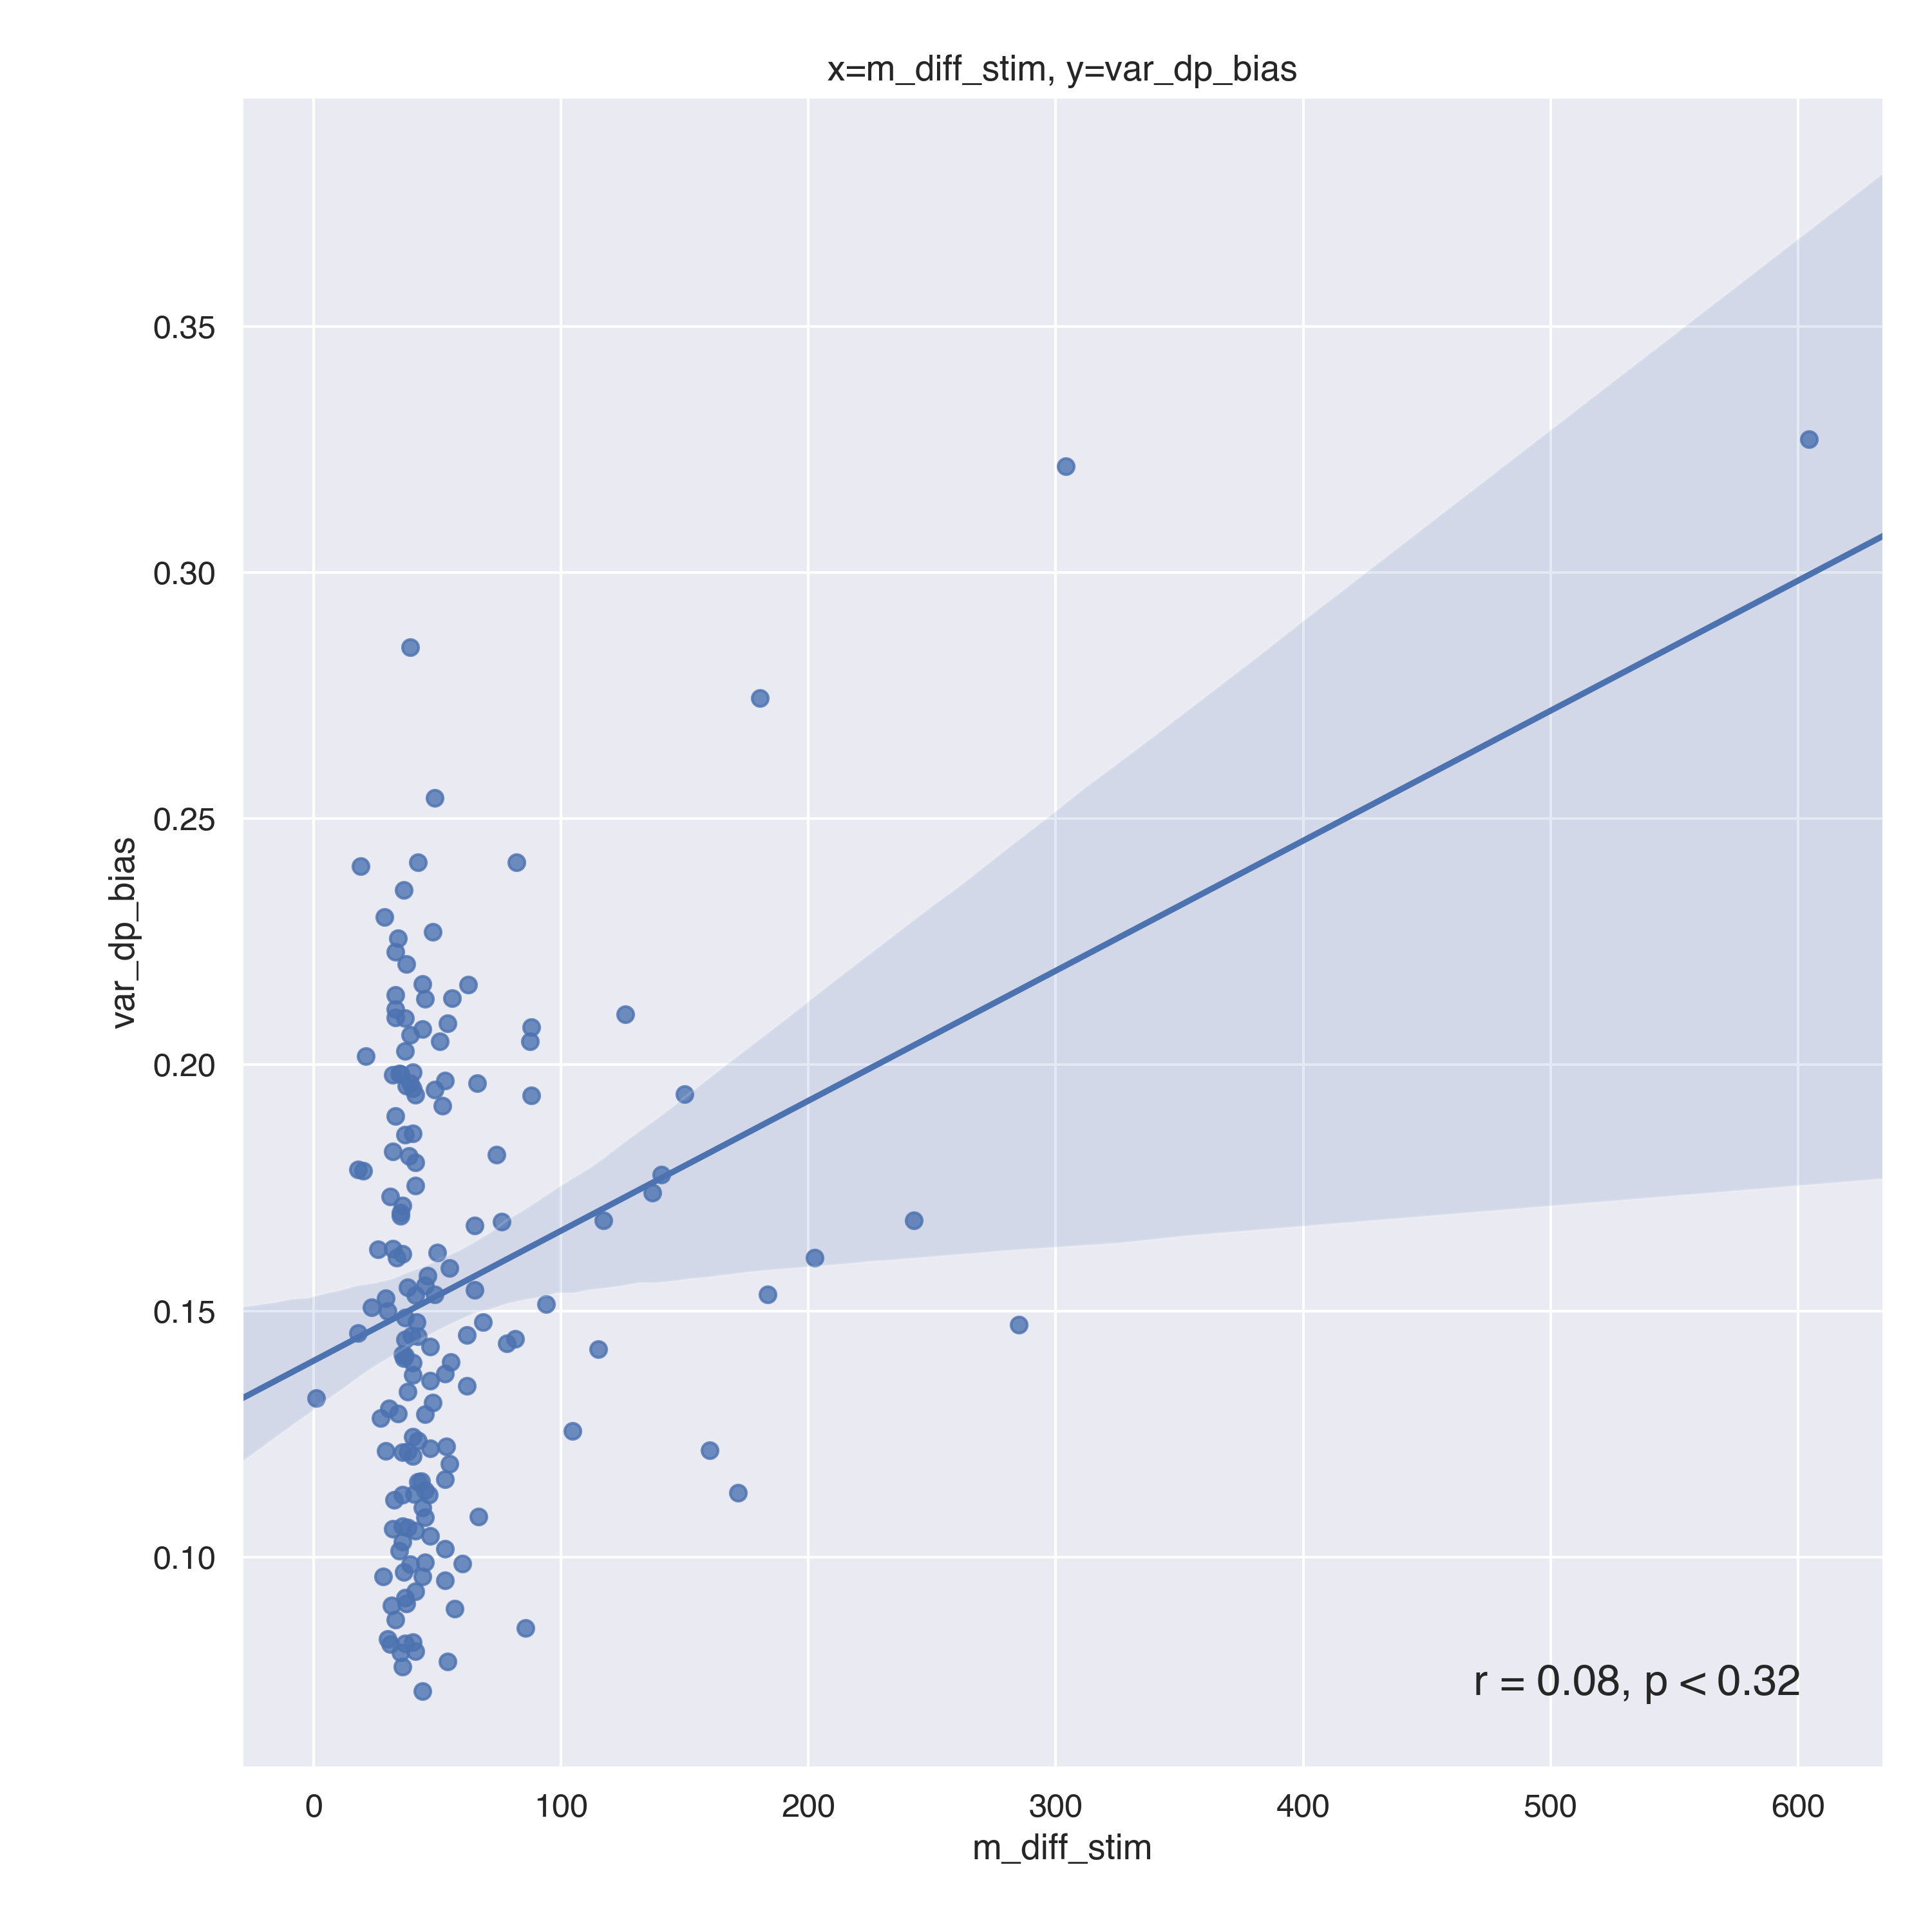 x=m_diff_stim, y=var_dp_bias
var_dp_bias
0.35
0.30
0.25
0.20
0.15
0.10
r = 0.08, p < 0.32
0 100 200 300 400 500 600
m_diff_stim